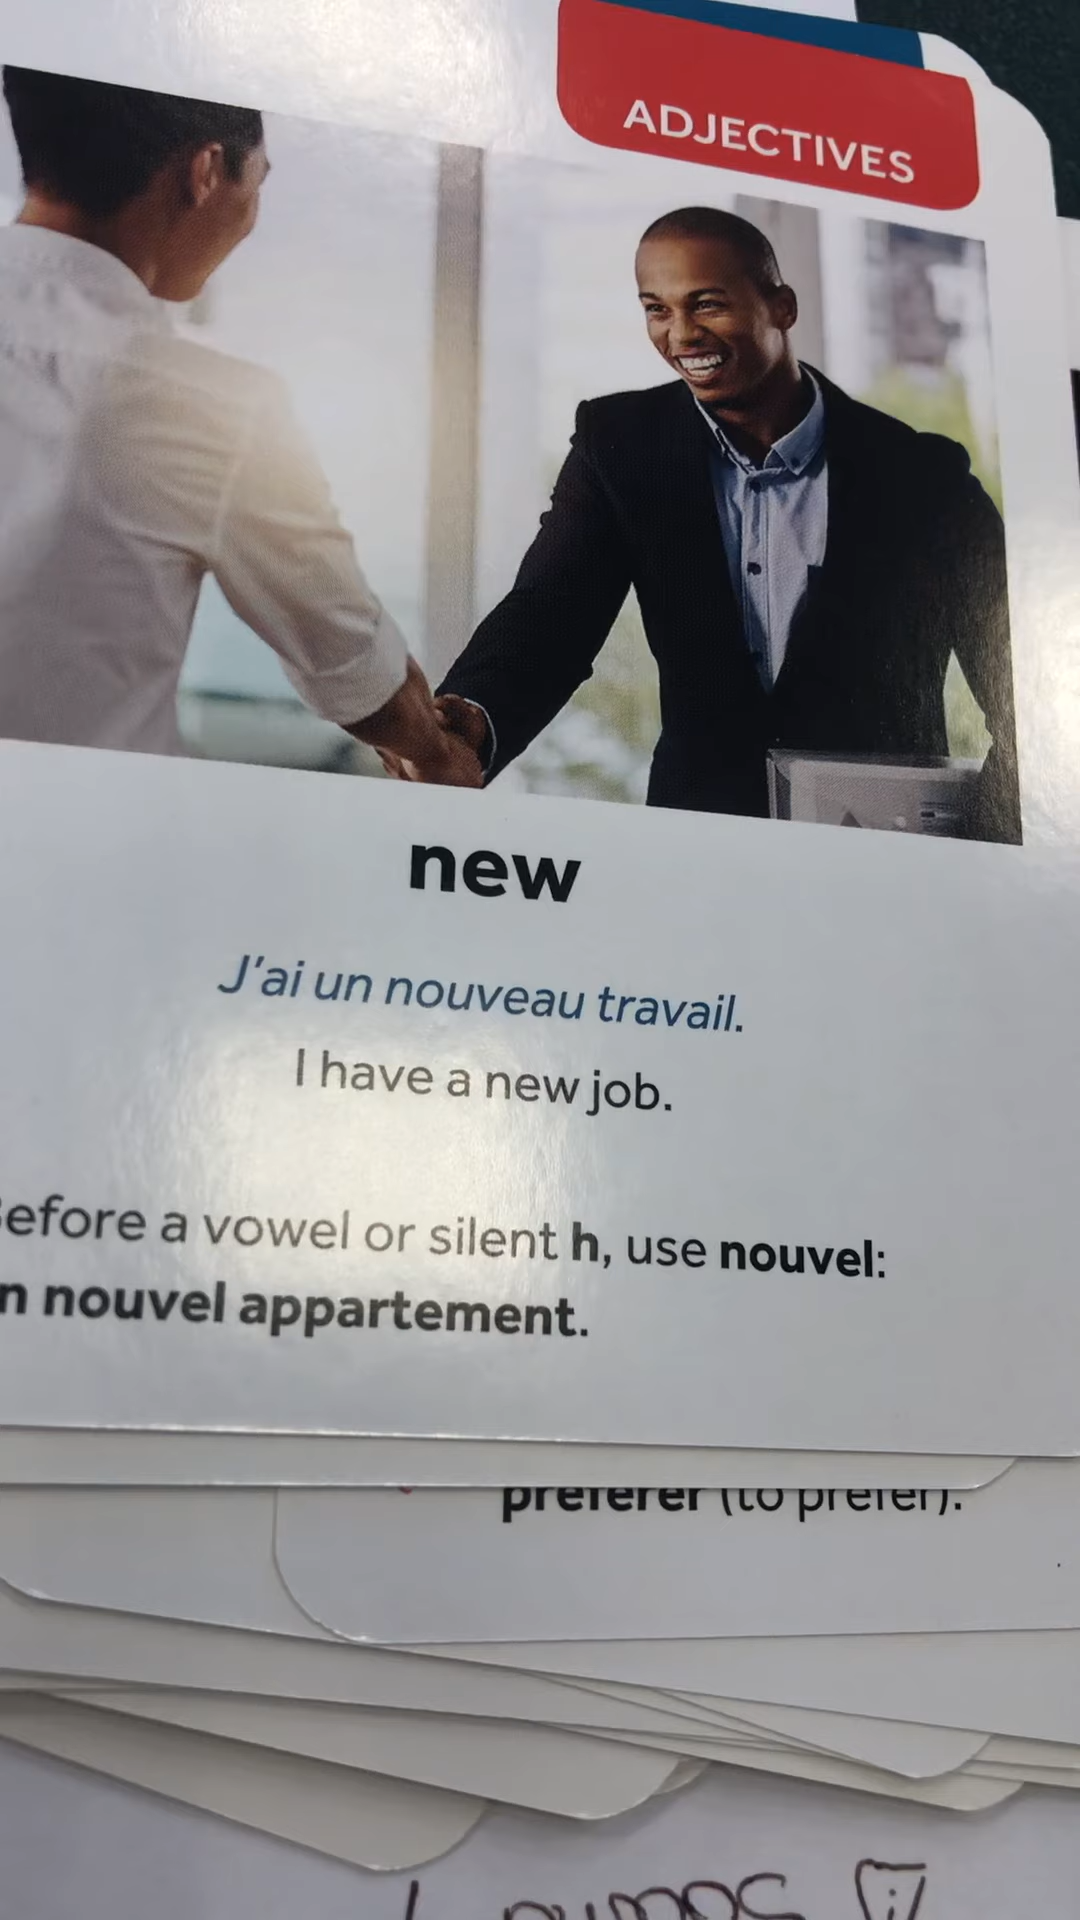 ADJECTIVES
new
J'ai un nouveau travail.
I have a new job.
Before a vowel or silent h, use nouvel:
nouvel appartement.
préférer (to prefer).